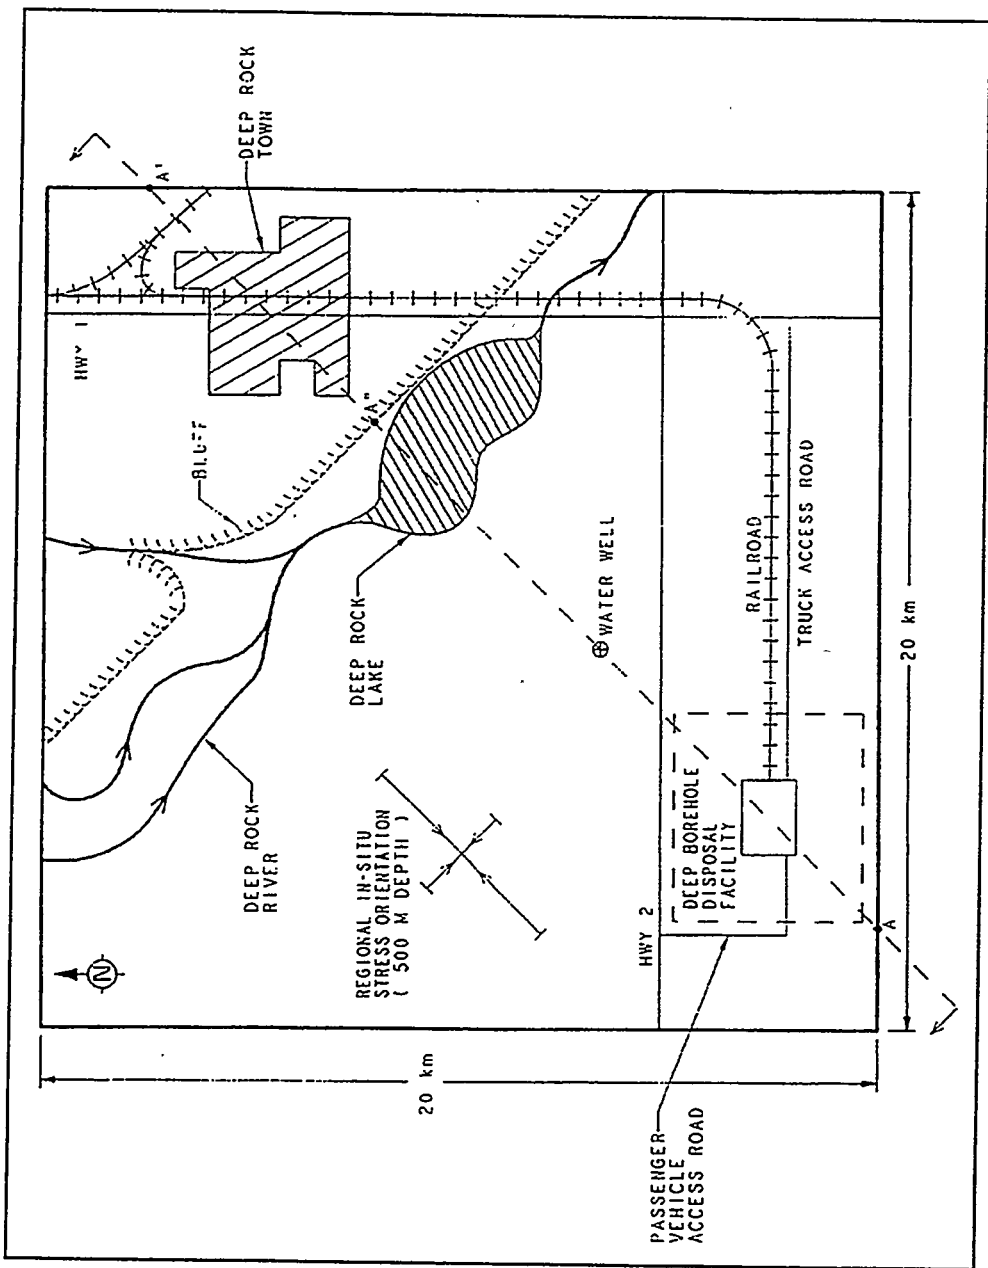 DEEP ROCK
TOWN
A'
HWY 1
BLUFF
A"
DEEP ROCK
LAKE
WATER WELL
RAILROAD
TRUCK ACCESS ROAD
20 km
DEEP ROCK
RIVER
REGIONAL IN-SITU
STRESS ORIENTATION
( 500 M DEPTH )
N
HWY 2
DEEP BOREHOLE
DISPOSAL
FACILITY
A
20 km
PASSENGER
VEHICLE
ACCESS ROAD